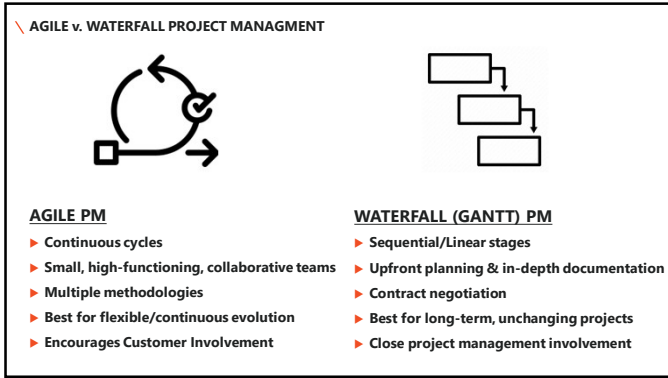 AGILE v. WATERFALL PROJECT MANAGMENT
AGILE PM
Continuous cycles
Small, high-functioning, collaborative teams
Multiple methodologies
Best for flexible/continuous evolution
Encourages Customer Involvement
WATERFALL (GANTT) PM
Sequential/Linear stages
Upfront planning & in-depth documentation
Contract negotiation
Best for long-term, unchanging projects
Close project management involvement